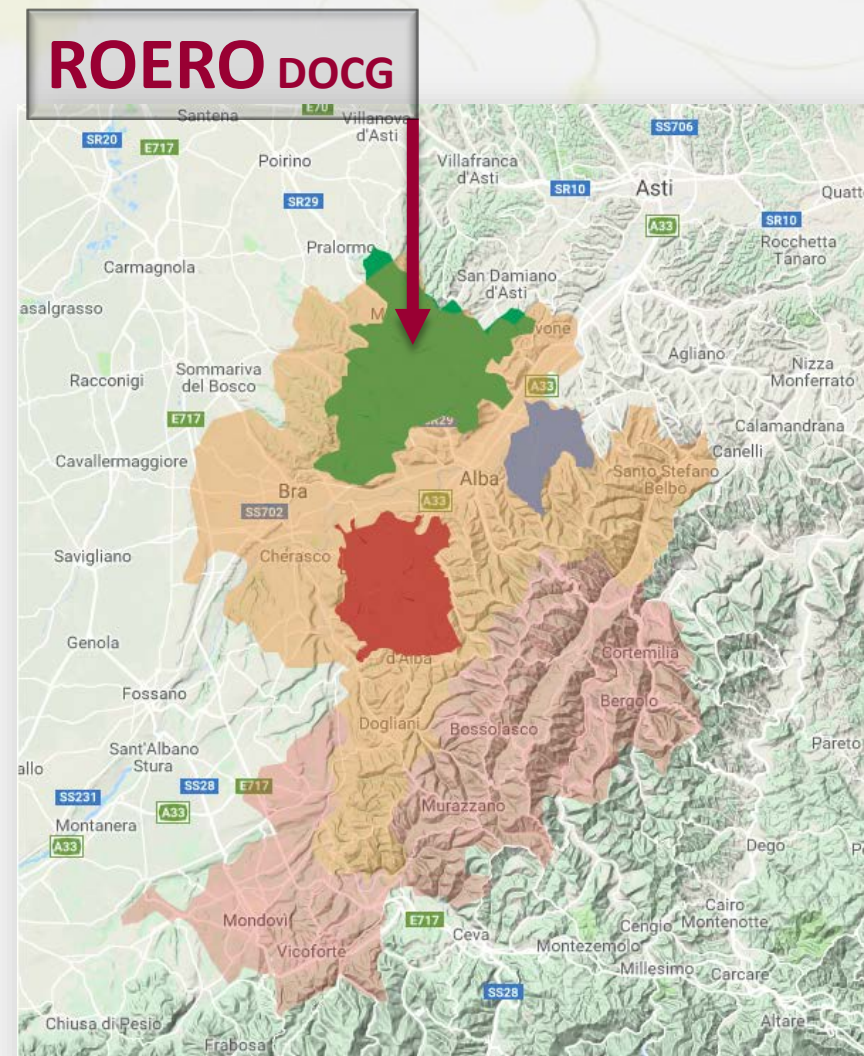 ROERO DOCG
Santena
E70
Villanova
d'Asti
SR20
E717
Poirino
Villafranca
d'Asti
SS706
SR10
Asti
Quatt
SR29
A33
SR10
Rocchetta
Tanaro
Pralormo
Carmagnola
San Damiano
d'Asti
asalgrasso
M
vone
Agliano
Nizza
Monferrato
Racconigi
Sommariva
del Bosco
A33
E717
R29
Calamandrana
Canelli
Cavallermaggiore
Alba
Santo Stefano
Belbo
Bra
A33
SS702
Savigliano
Cherasco
Genola
d'Alba
Cortemilia
Fossano
Bergolo
Dogliani
Bossolasco
Sant'Albano
Stura
Pareto
allo
SS28
E717
SS231
A33
Murazzano
Montanera
A33
Dego
P
Cairo
Montenotte
Mondovì
E717
Ceva
Cengio
Vicoforte
Montezemolo
Millesimo
Carcare
SS28
Chiusa di Pesio
Altare
Frabosa